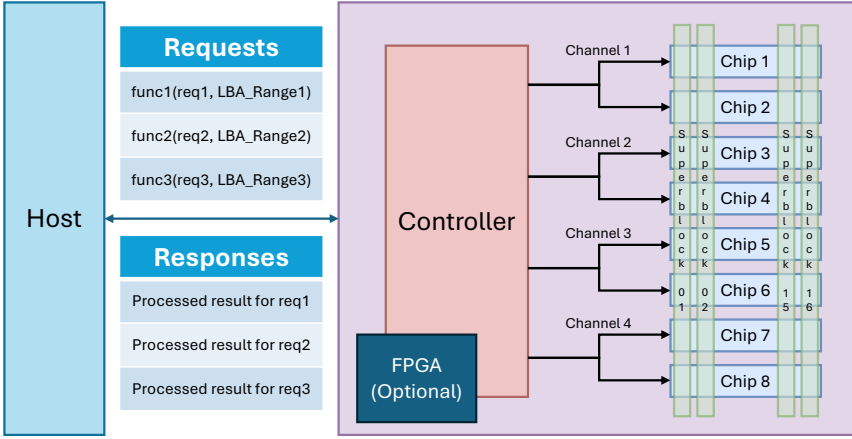 Host
Requests
func1(req1, LBA_Range1)
func2(req2, LBA_Range2)
func3(req3, LBA_Range3)
Responses
Processed result for req1
Processed result for req2
Processed result for req3
Controller
FPGA
(Optional)
Channel 1
Channel 2
Channel 3
Channel 4
Chip 1
Chip 2
Chip 3
Chip 4
Chip 5
Chip 6
Chip 7
Chip 8
Superblock 01
Superblock 02
Superblock 15
Superblock 16